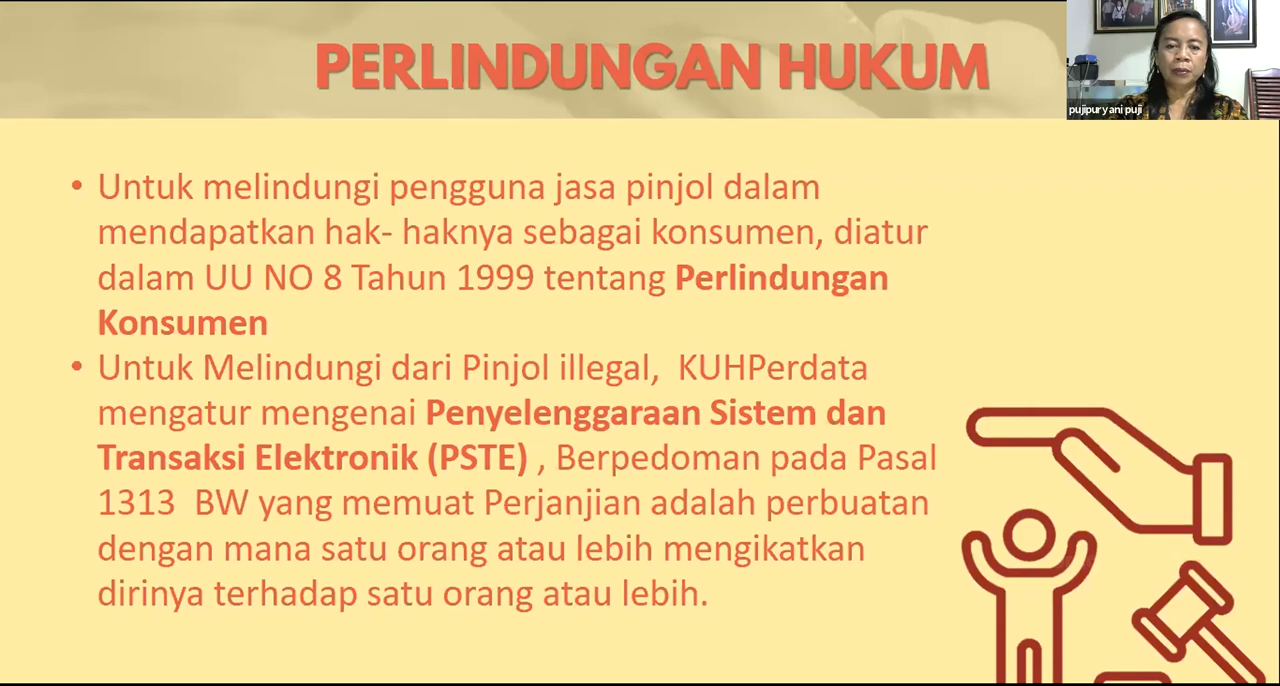 PERLINDUNGAN HUKUM
pujipuryani puji
• Untuk melindungi pengguna jasa pinjol dalam
mendapatkan hak- haknya sebagai konsumen, diatur
dalam UU NO 8 Tahun 1999 tentang Perlindungan
Konsumen
• Untuk Melindungi dari Pinjol illegal,  KUHPerdata
mengatur mengenai Penyelenggaraan Sistem dan
Transaksi Elektronik (PSTE) , Berpedoman pada Pasal
1313  BW yang memuat Perjanjian adalah perbuatan
dengan mana satu orang atau lebih mengikatkan
dirinya terhadap satu orang atau lebih.